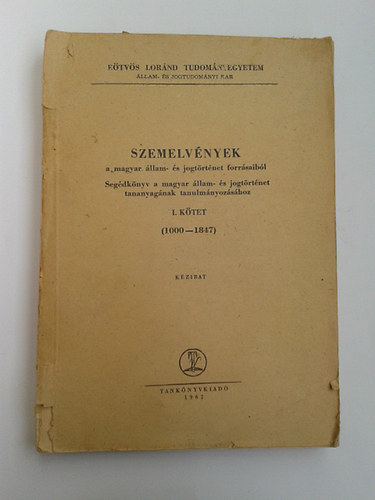 EÖTVÖS LORÁND TUDOMÁNYEGYETEM
ÁLLAM- ÉS JOGTUDOMÁNYI KAR
SZEMELVÉNYEK
a magyar állam- és jogtörténet forrásaiból
Segédkönyv a magyar állam- és jogtörténet
tananyagának tanulmányozásához
I. KÖTET
(1000—1847)
KÉZIRAT
TANKÖNYVKIADÓ